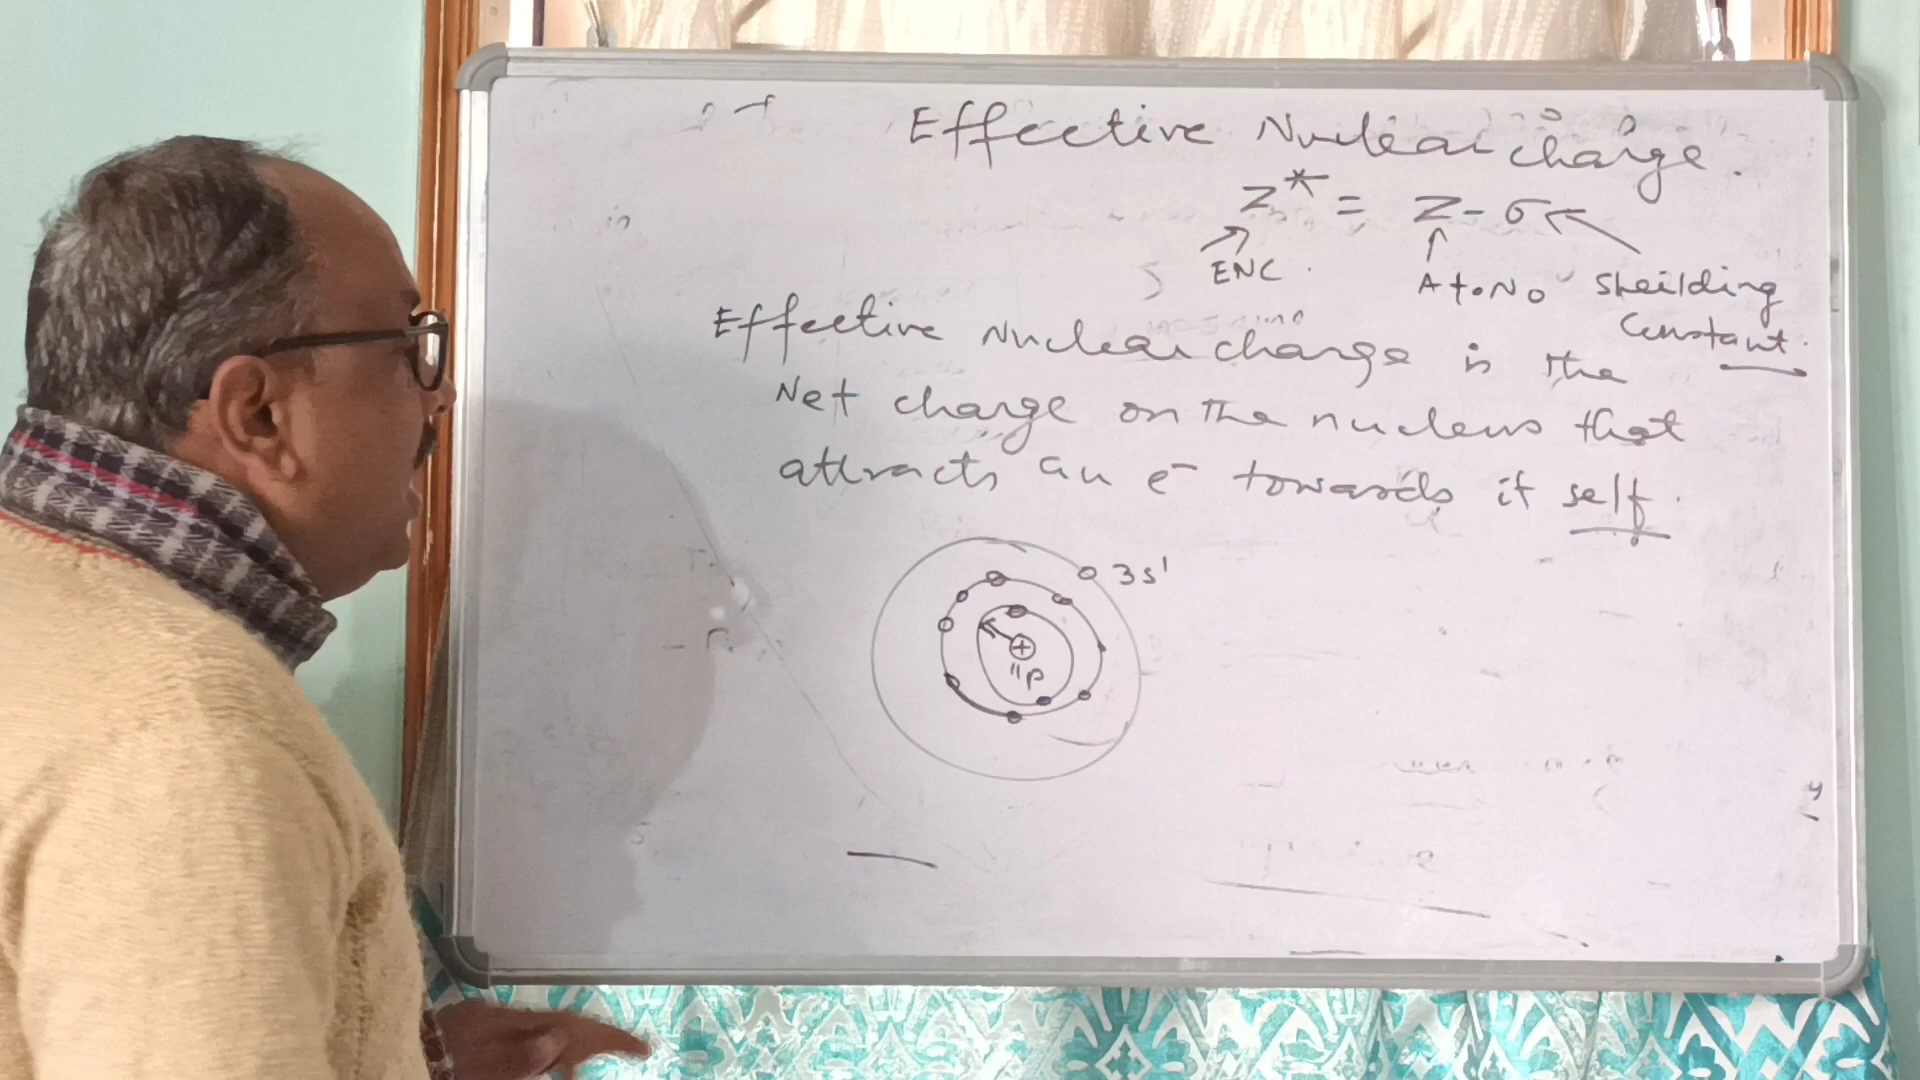 Effective Nuclear charge.
Z* = Z - σ
ENC.
At. No
Sheilding
Constant.
Effective Nuclear charge is the
Net charge on the nucleus that
attracts an e⁻ towards it self.
3s¹
+
11p